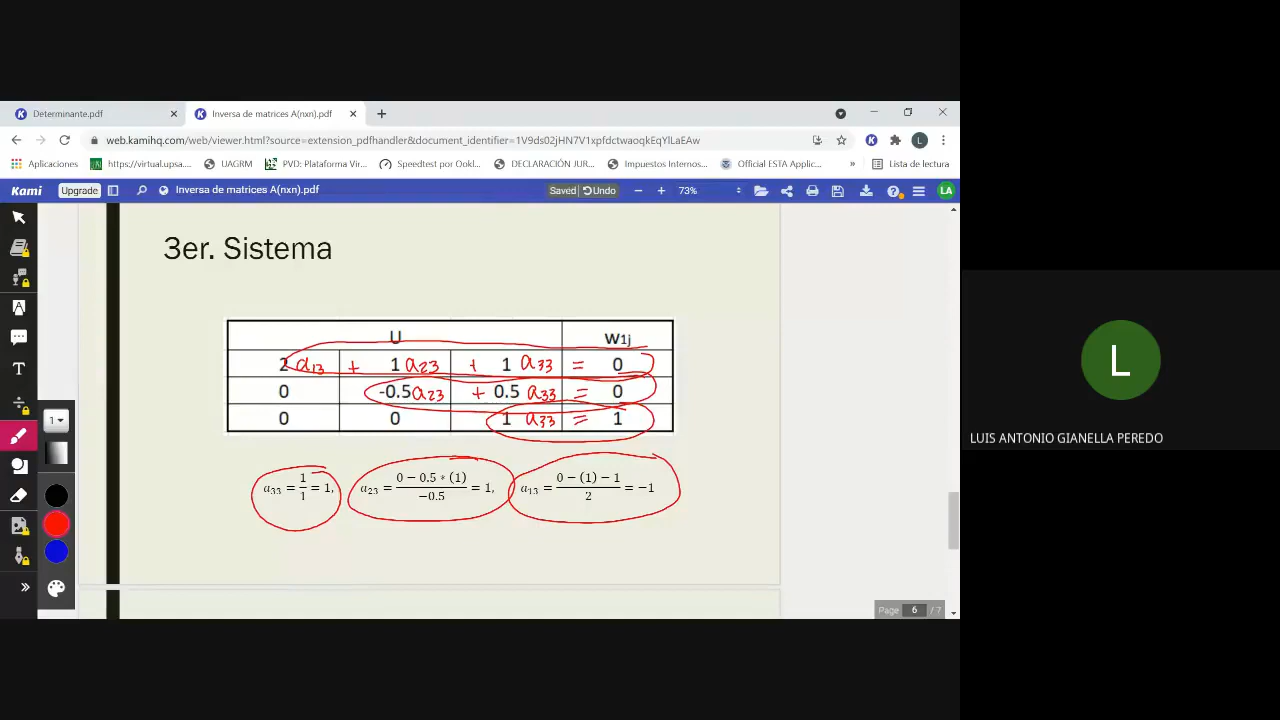 Determinante.pdf
Inversa de matrices A(nxn).pdf
web.kamihq.com/web/viewer.html?source=extension_pdfhandler&document_identifier=1V9ds02jHN7V1xpfdctwaoqkEqYlLaEAw
Aplicaciones https://virtual.upsa.... UAGRM PVD: Plataforma Vir... Speedtest por Ookl... DECLARACIÓN JUR... Impuestos Internos... Official ESTA Applic... » Lista de lectura
Kami Upgrade Inversa de matrices A(nxn).pdf Saved Undo 73% LA
3er. Sistema
U w1j
2 a13 + 1 a23 + 1 a33 = 0
0 -0.5 a23 + 0.5 a33 = 0
0 0 1 a33 = 1
a33 = 1/1 = 1, a23 = (0 − 0.5 * (1))/−0.5 = 1, a13 = (0 − (1) − 1)/2 = −1
Page 6 / 7
L
LUIS ANTONIO GIANELLA PEREDO